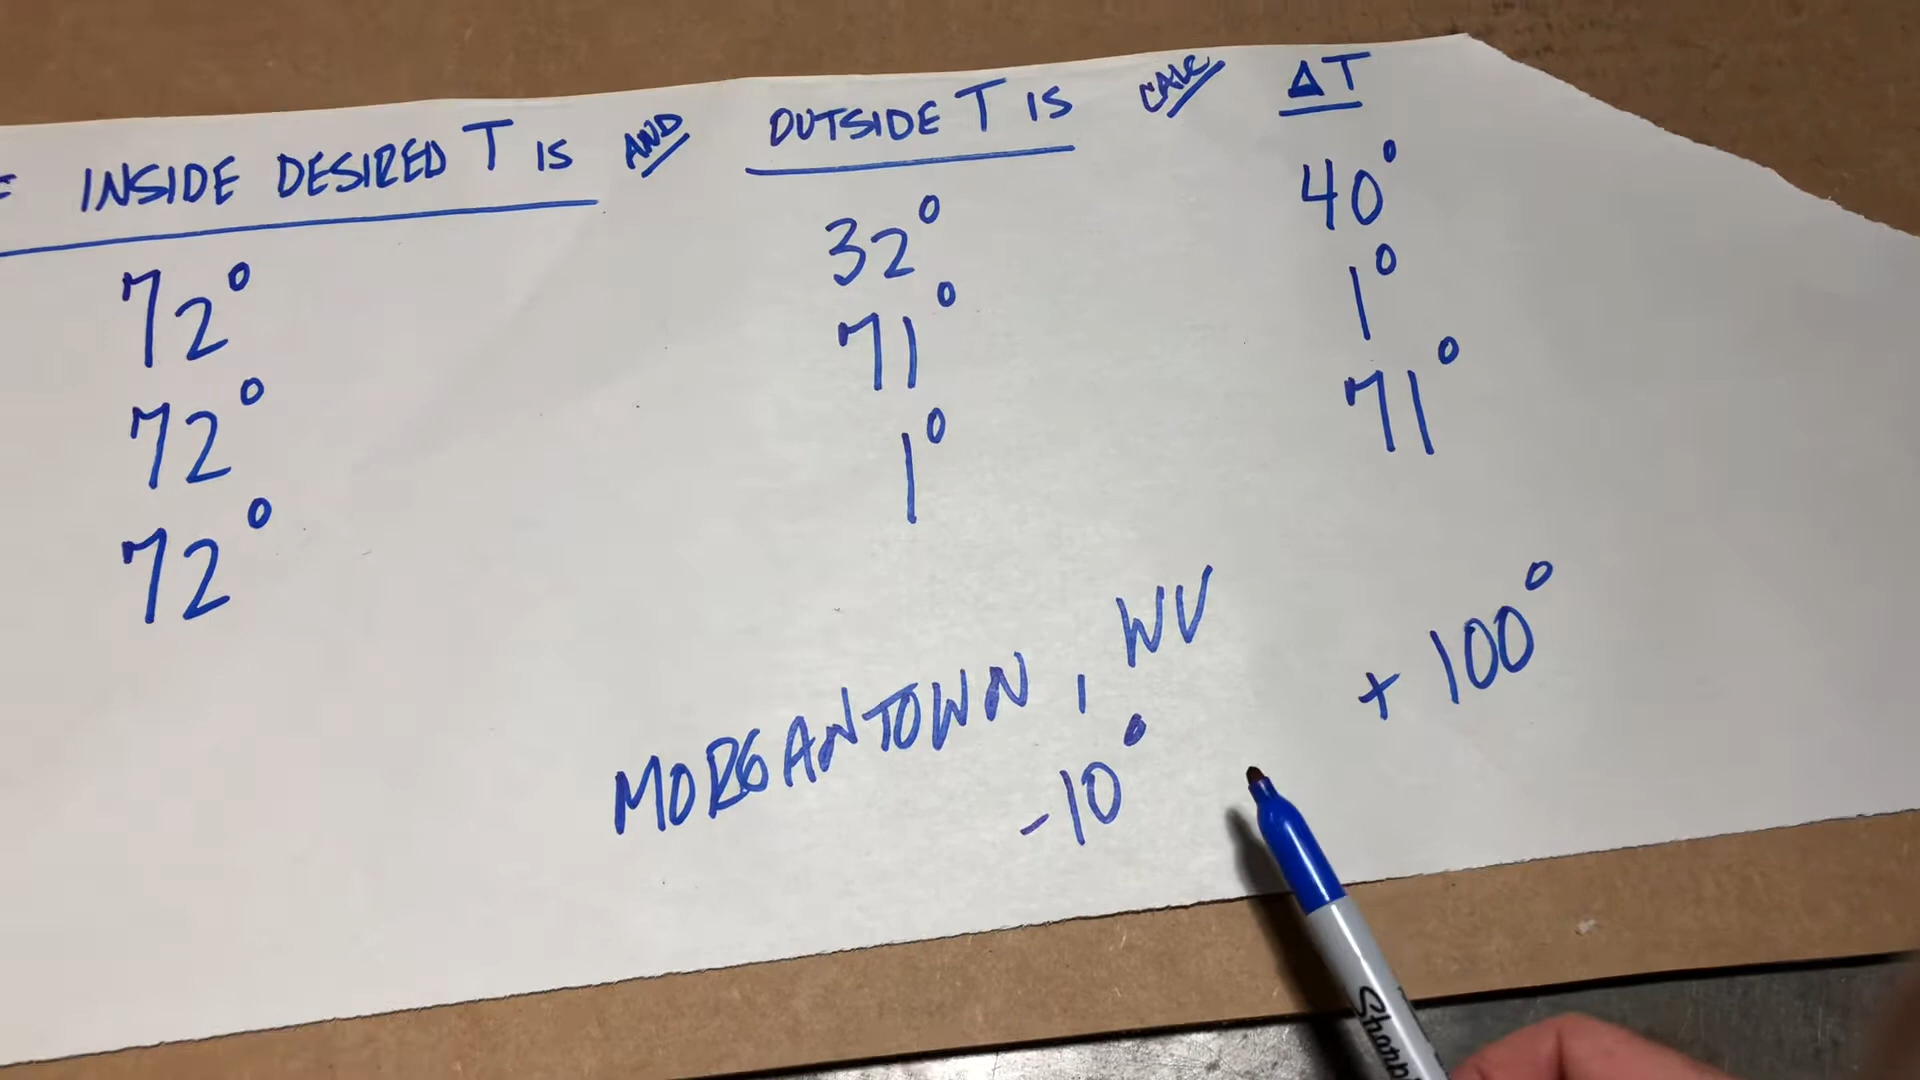 INSIDE DESIRED T IS AND OUTSIDE T IS CALC ΔT
72° 32° 40°
72° 71° 1°
72° 1° 71°
MORGANTOWN, WV
-10° +100°
Sharpie